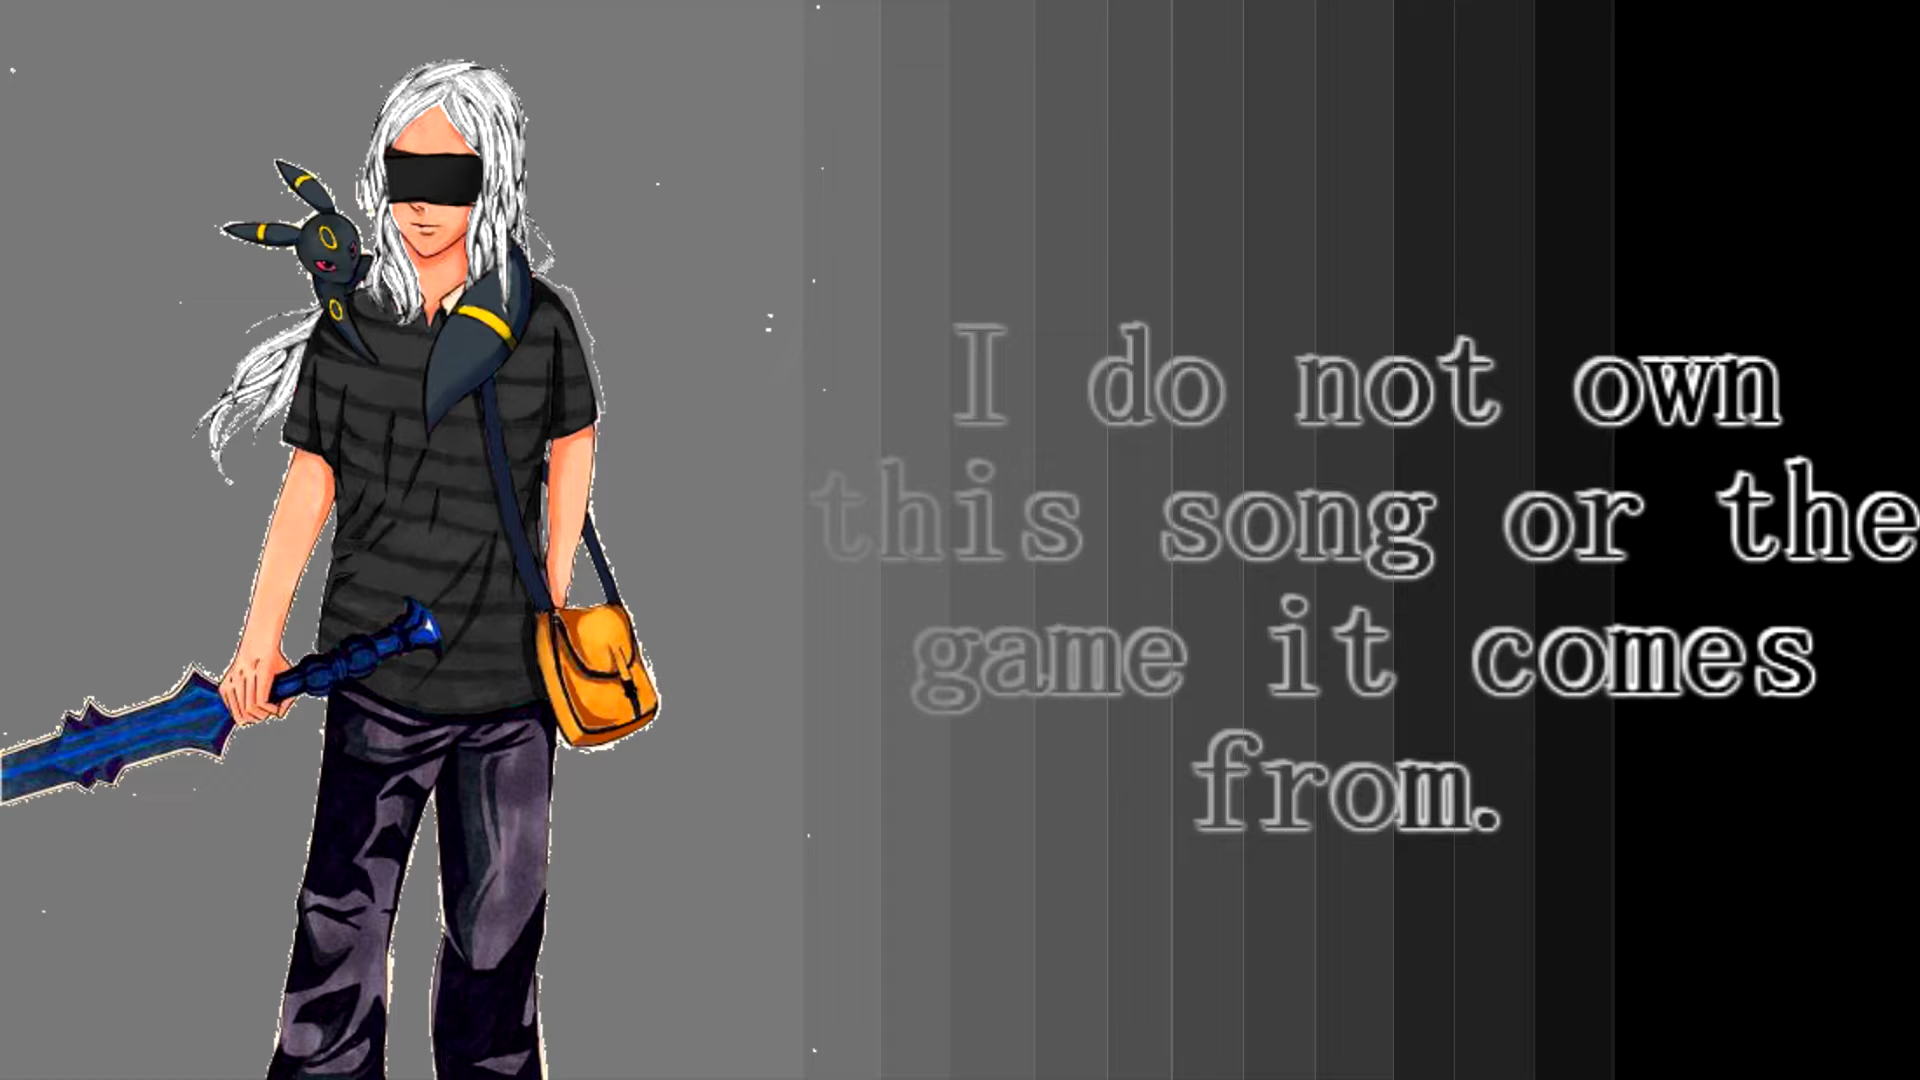 I do not own
this song or the
game it comes
from.